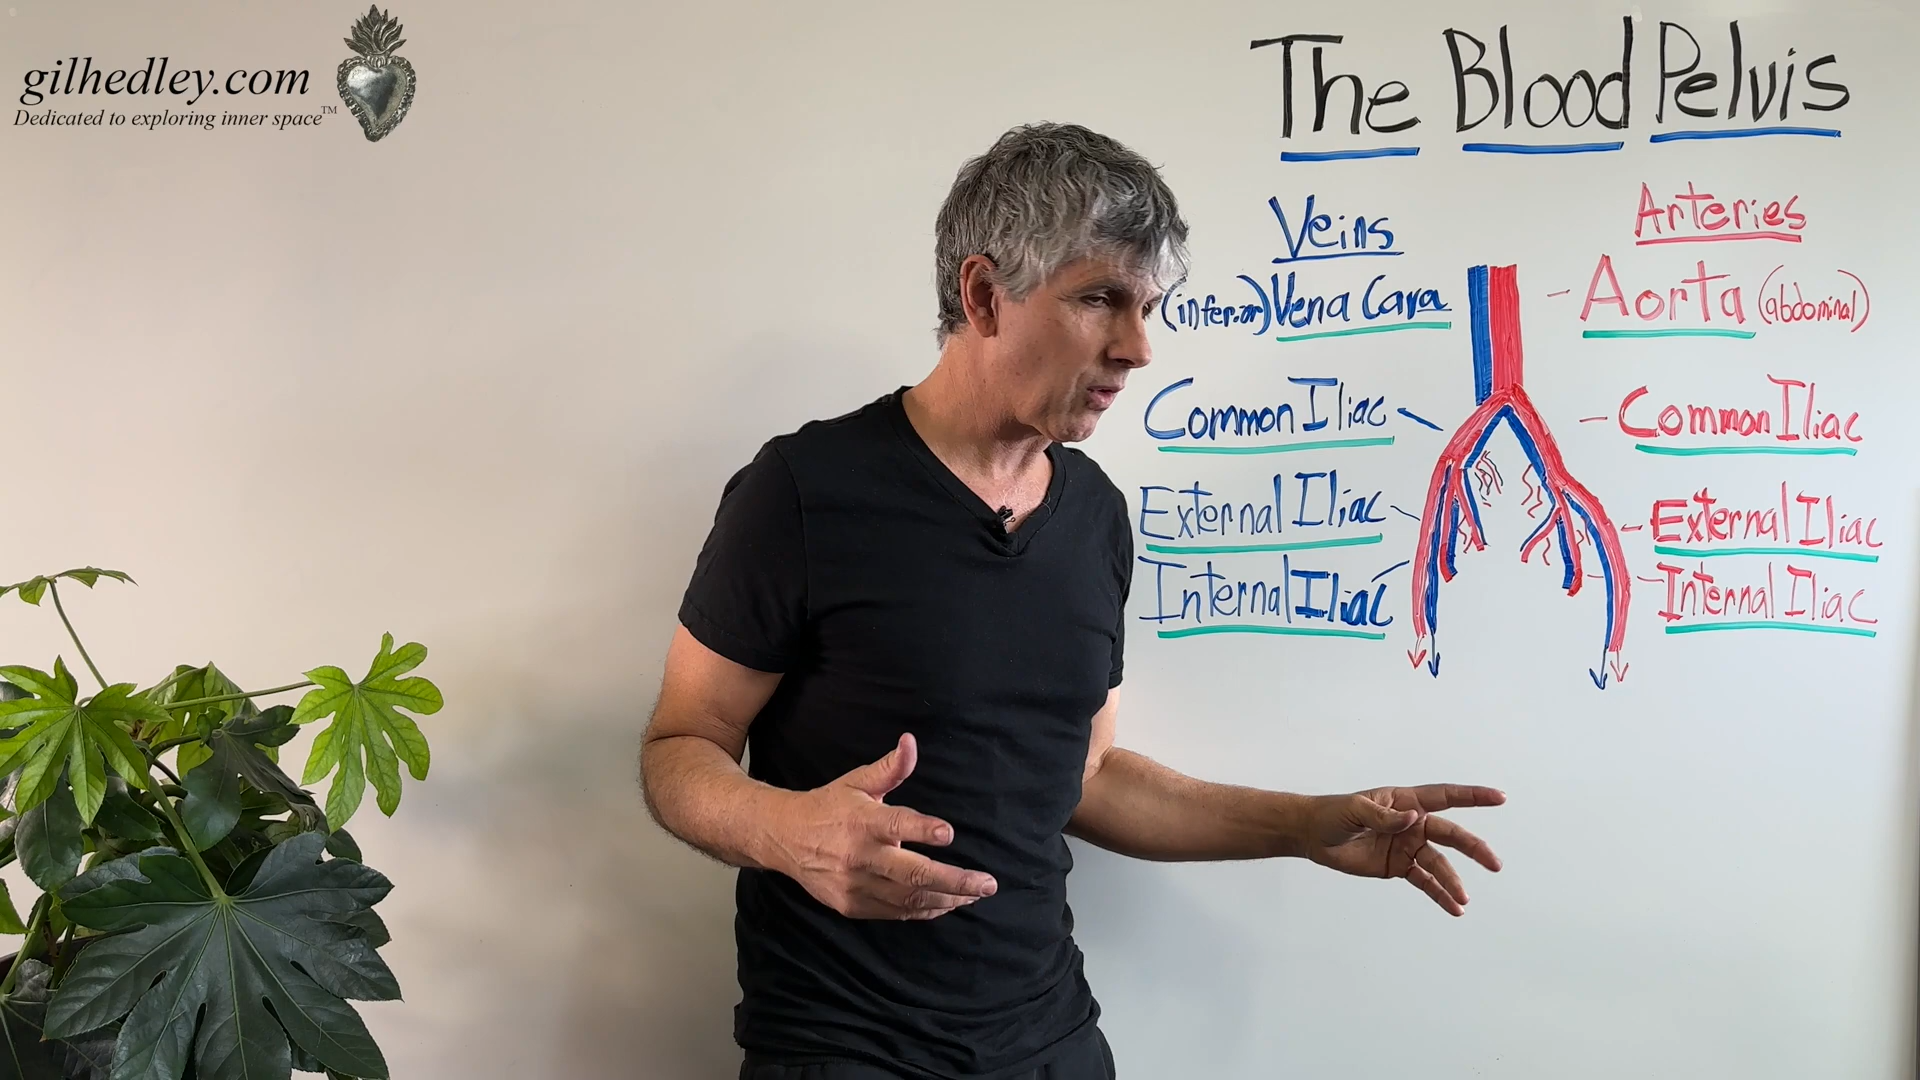 gilhedley.com
Dedicated to exploring inner space™
The Blood Pelvis
Veins
(inferior) Vena Cava
Common Iliac
External Iliac
Internal Iliac
Arteries
Aorta (abdominal)
Common Iliac
External Iliac
Internal Iliac